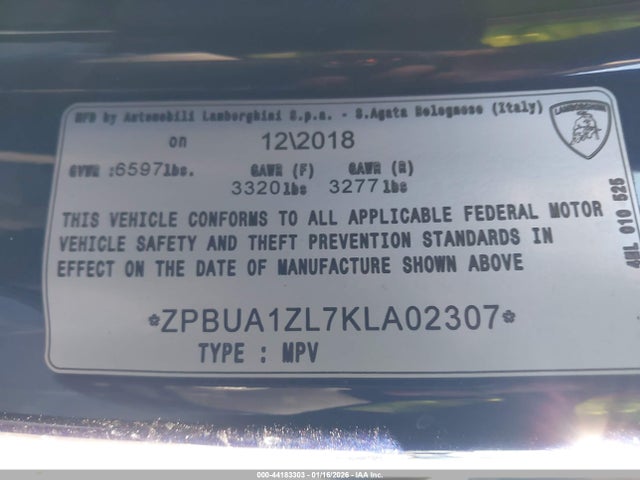 MFD by Automobili Lamborghini S.p.a. - S.Agata Bolognese (Italy)
on 12\2018
GVWR :6597lbs. GAWR (F) GAWR (R)
3320lbs 3277lbs
THIS VEHICLE CONFORMS TO ALL APPLICABLE FEDERAL MOTOR
VEHICLE SAFETY AND THEFT PREVENTION STANDARDS IN
EFFECT ON THE DATE OF MANUFACTURE SHOWN ABOVE
*ZPBUA1ZL7KLA02307*
TYPE : MPV
LAMBORGHINI
4ML 010 525
000-44183303 - 01/16/2026 - IAA Inc.